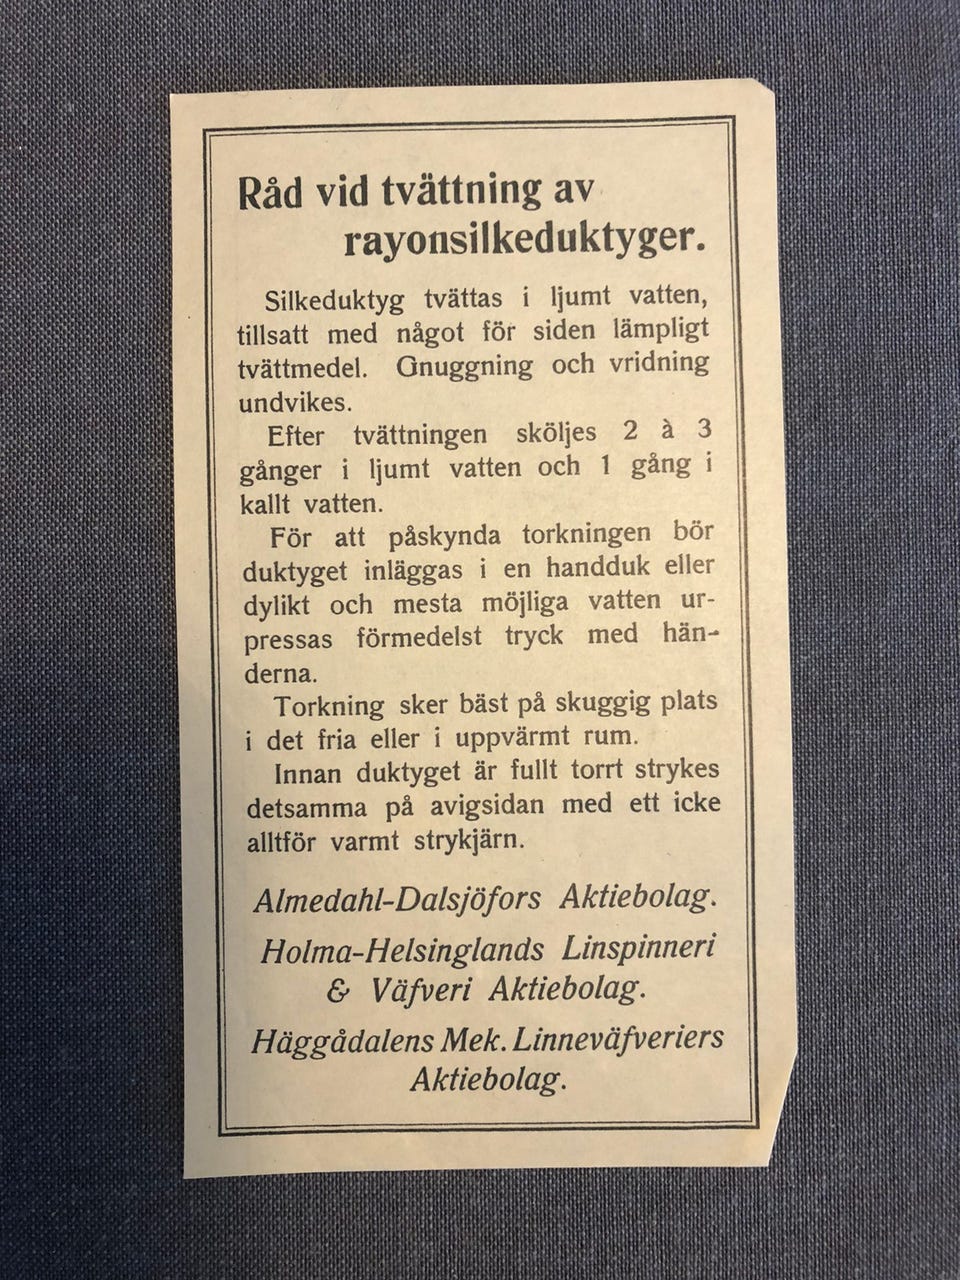 Råd vid tvättning av
rayonsilkeduktyger.
Silkeduktyg tvättas i ljumt vatten,
tillsatt med något för siden lämpligt
tvättmedel. Gnuggning och vridning
undvikes.
Efter tvättningen sköljes 2 à 3
gånger i ljumt vatten och 1 gång i
kallt vatten.
För att påskynda torkningen bör
duktyget inläggas i en handduk eller
dylikt och mesta möjliga vatten ur-
pressas förmedelst tryck med hän-
derna.
Torkning sker bäst på skuggig plats
i det fria eller i uppvärmt rum.
Innan duktyget är fullt torrt strykes
detsamma på avigsidan med ett icke
alltför varmt strykjärn.
Almedahl-Dalsjöfors Aktiebolag.
Holma-Helsinglands Linspinneri
& Väfveri Aktiebolag.
Häggådalens Mek. Linneväfveriers
Aktiebolag.